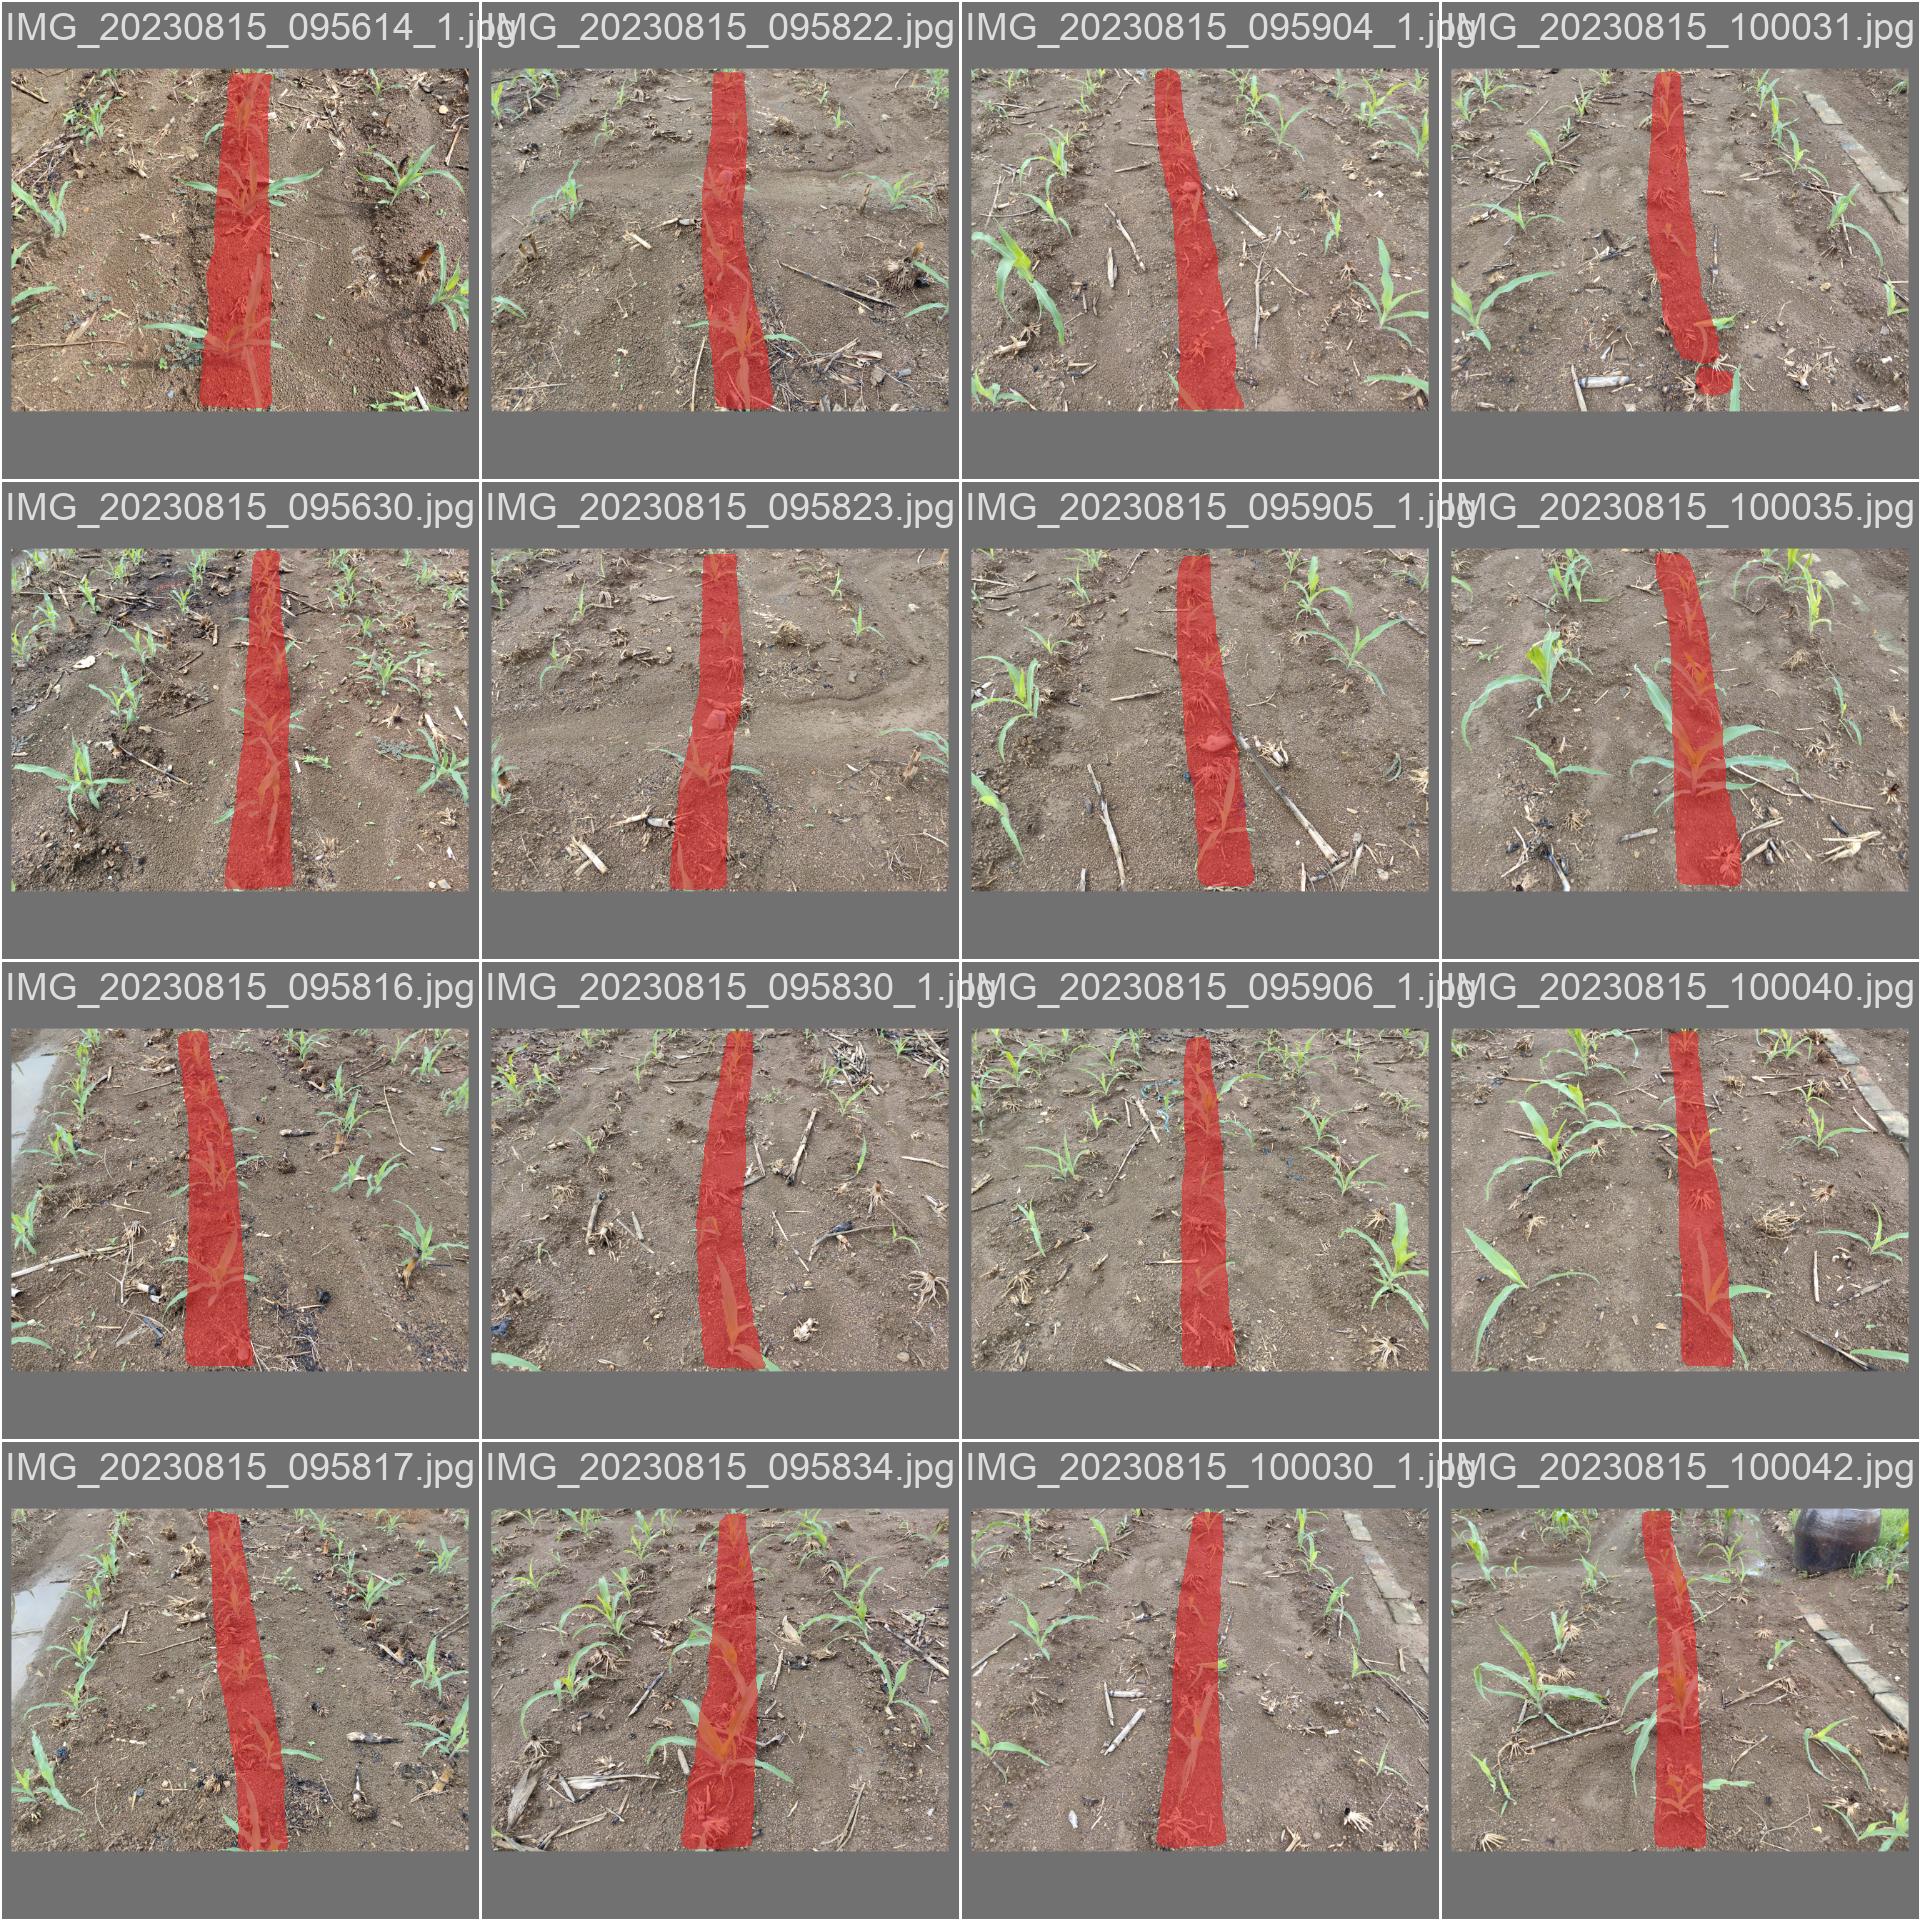 IMG_20230815_095614_1.jpg
IMG_20230815_095822.jpg
IMG_20230815_095904_1.jpg
IMG_20230815_100031.jpg
IMG_20230815_095630.jpg
IMG_20230815_095823.jpg
IMG_20230815_095905_1.jpg
IMG_20230815_100035.jpg
IMG_20230815_095816.jpg
IMG_20230815_095830_1.jpg
IMG_20230815_095906_1.jpg
IMG_20230815_100040.jpg
IMG_20230815_095817.jpg
IMG_20230815_095834.jpg
IMG_20230815_100030_1.jpg
IMG_20230815_100042.jpg